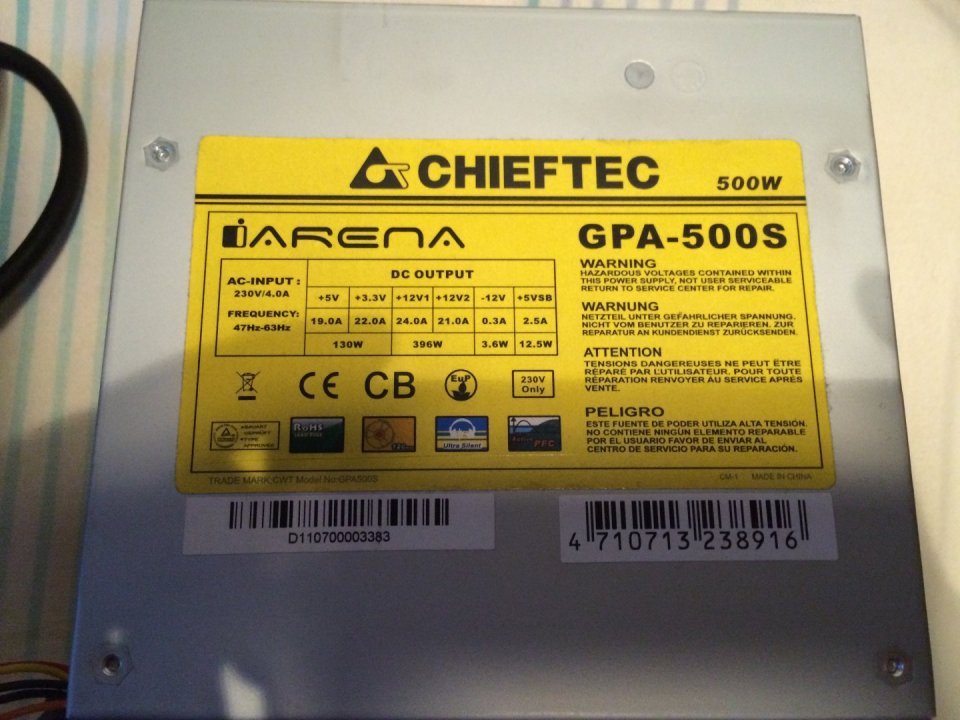 CHIEFTEC
500W
iARENA
GPA-500S
AC-INPUT :
230V/4.0A
FREQUENCY:
47Hz-63Hz
DC OUTPUT
+5V +3.3V +12V1 +12V2 -12V +5VSB
19.0A 22.0A 24.0A 21.0A 0.3A 2.5A
130W 396W 3.6W 12.5W
WARNING
HAZARDOUS VOLTAGES CONTAINED WITHIN
THIS POWER SUPPLY, NOT USER SERVICEABLE
RETURN TO SERVICE CENTER FOR REPAIR.
WARNUNG
NETZTEIL UNTER GEFÄHRLICHER SPANNUNG.
NICHT VOM BENUTZER ZU REPARIEREN. ZUR
REPARATUR AN KUNDENDIENST ZURÜCKSENDEN.
ATTENTION
TENSIONS DANGEREUSES NE PEUT ÊTRE
RÉPARÉ PAR L'UTILISATEUR. POUR TOUTE
RÉPARATION RENVOYER AU SERVICE APRÈS
VENTE.
PELIGRO
ESTE FUENTE DE PODER UTILIZA ALTA TENSIÓN.
NO CONTIENE NINGÚN ELEMENTO REPARABLE
POR EL USUARIO FAVOR DE ENVIAR AL
CENTRO DE SERVICIO PARA SU REPARACIÓN.
CE CB EuP 230V
Only
RoHS
Ultra Silent
Active PFC
TRADE MARK:CWT Model No:GPA500S
CM-1 MADE IN CHINA
D110700003383
4 710713 238916